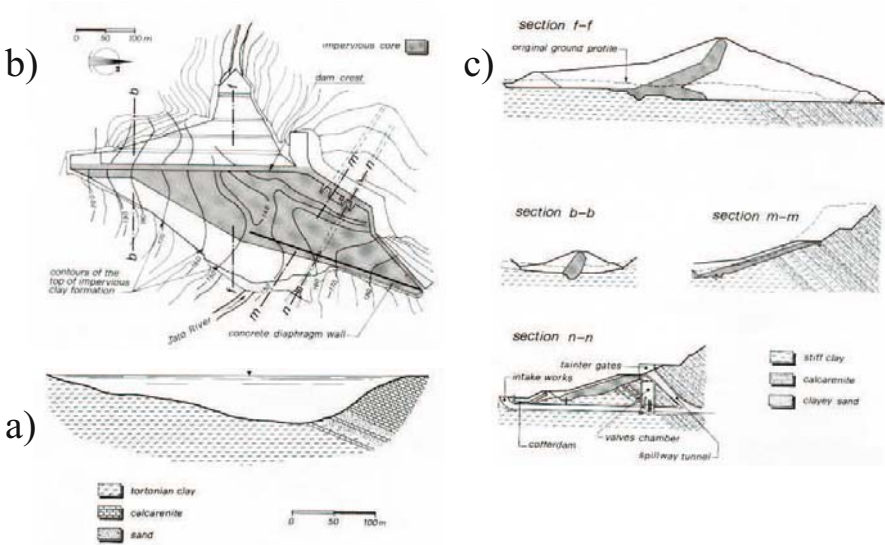 b)
0 50 100 m
impervious core
dam crest
f
b
m
n
b
f
m
n
contours of the
top of impervious
clay formation
Jato River
concrete diaphragm wall
a)
tortonian clay
calcarenite
sand
0 50 100 m
c)
section f-f
original ground profile
section b-b
section m-m
section n-n
tainter gates
intake works
cofferdam
valves chamber
spillway tunnel
stiff clay
calcarenite
clayey sand